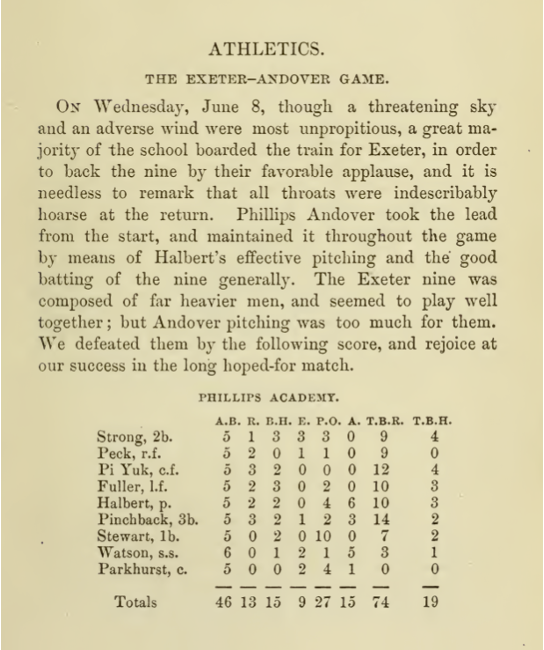 ATHLETICS.
THE EXETER–ANDOVER GAME.
On Wednesday, June 8, though a threatening sky
and an adverse wind were most unpropitious, a great ma-
jority of the school boarded the train for Exeter, in order
to back the nine by their favorable applause, and it is
needless to remark that all throats were indescribably
hoarse at the return. Phillips Andover took the lead
from the start, and maintained it throughout the game
by means of Halbert's effective pitching and the good
batting of the nine generally. The Exeter nine was
composed of far heavier men, and seemed to play well
together; but Andover pitching was too much for them.
We defeated them by the following score, and rejoice at
our success in the long hoped-for match.
PHILLIPS ACADEMY.
A.B. R. B.H. E. P.O. A. T.B.R. T.B.H.
Strong, 2b. 5 1 3 3 3 0 9 4
Peck, r.f. 5 2 0 1 1 0 9 0
Pi Yuk, c.f. 5 3 2 0 0 0 12 4
Fuller, l.f. 5 2 3 0 2 0 10 3
Halbert, p. 5 2 2 0 4 6 10 3
Pinchback, 3b. 5 3 2 1 2 3 14 2
Stewart, 1b. 5 0 2 0 10 0 7 2
Watson, s.s. 6 0 1 2 1 5 3 1
Parkhurst, c. 5 0 0 2 4 1 0 0
Totals 46 13 15 9 27 15 74 19